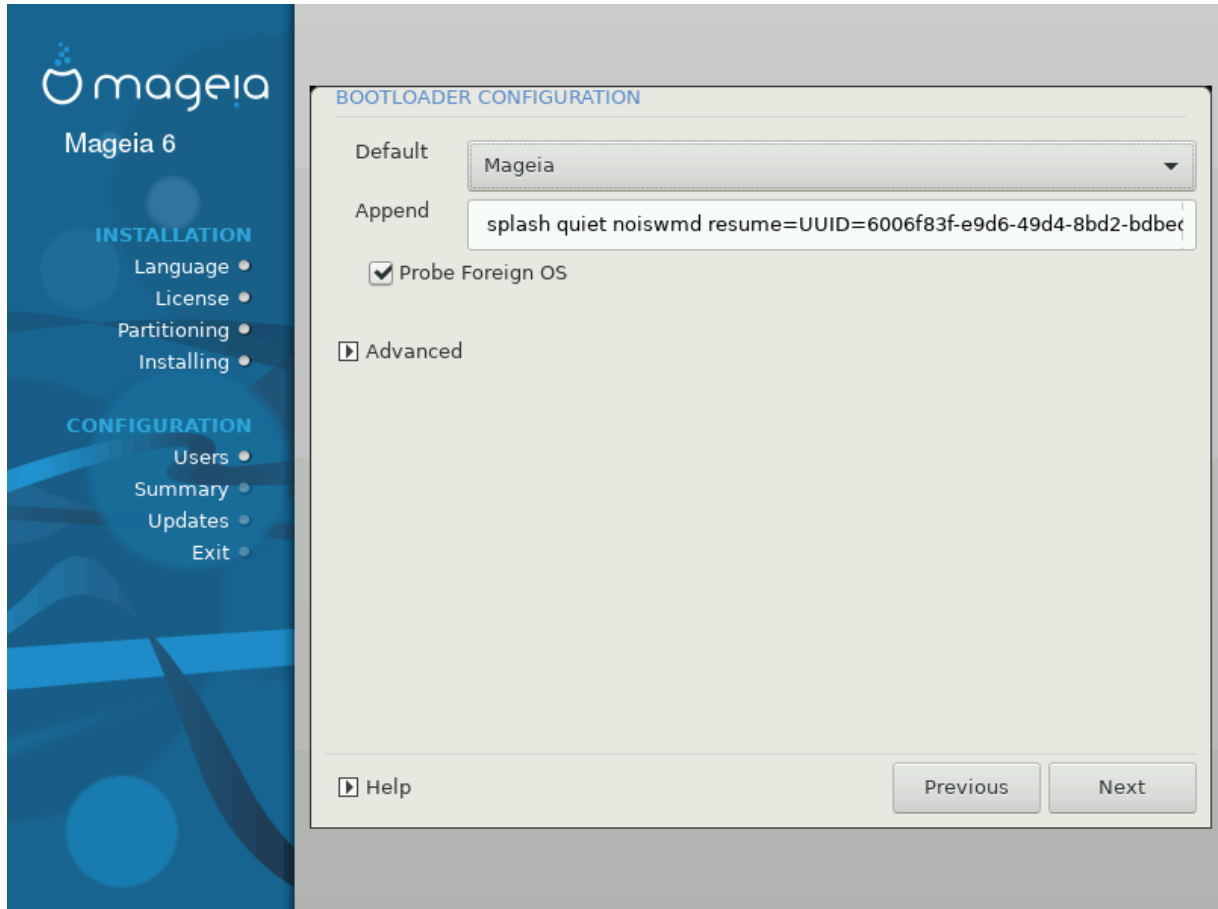 mageia
Mageia 6
INSTALLATION
Language
License
Partitioning
Installing
CONFIGURATION
Users
Summary
Updates
Exit
BOOTLOADER CONFIGURATION
Default
Mageia
Append
splash quiet noiswmd resume=UUID=6006f83f-e9d6-49d4-8bd2-bdbec
Probe Foreign OS
Advanced
Help
Previous
Next